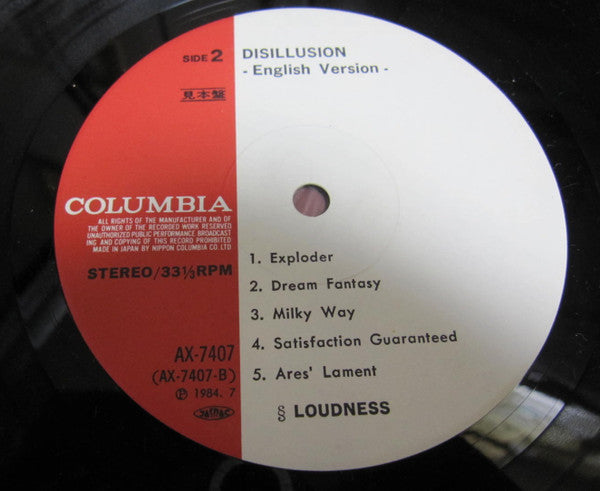 SIDE 2
DISILLUSION
- English Version -
見本盤
COLUMBIA
ALL RIGHTS OF THE MANUFACTURER AND OF
THE OWNER OF THE RECORDED WORK RESERVED
UNAUTHORIZED PUBLIC PERFORMANCE BROADCAST
ING AND COPYING OF THIS RECORD PROHIBITED
MADE IN JAPAN BY NIPPON COLUMBIA CO. LTD
STEREO/33⅓RPM
1. Exploder
2. Dream Fantasy
3. Milky Way
4. Satisfaction Guaranteed
5. Ares' Lament
AX-7407
(AX-7407-B)
Ⓟ 1984. 7
JASRAC
§ LOUDNESS